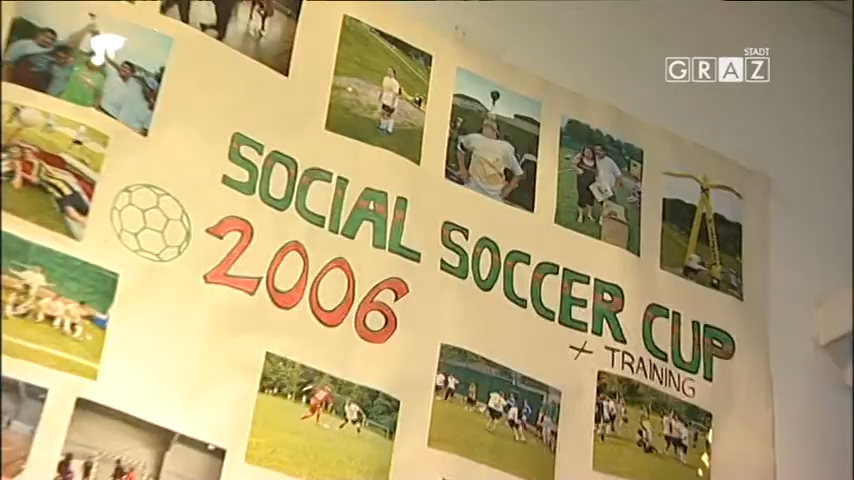 STADT
GRAZ
SOCIAL SOCCER CUP
2006 + TRAINING